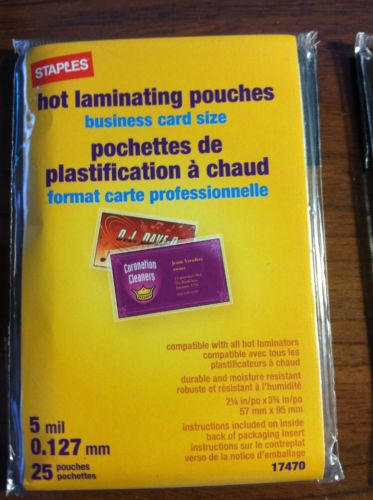 STAPLES
hot laminating pouches
business card size
pochettes de
plastification à chaud
format carte professionnelle
D.J. DAVE
Coronation
Cleaners
owner
compatible with all hot laminators
compatible avec tous les
plastificateurs à chaud
durable and moisture resistant
robuste et résistant à l'humidité
2¼ in/po x 3¾ in/po
57 mm x 95 mm
5 mil
0.127 mm
25 pouches
pochettes
instructions included on inside
back of packaging insert
instructions sur le contreplat
verso de la notice d'emballage
17470